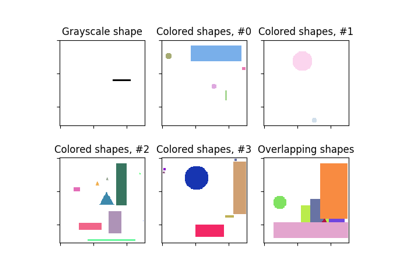 Grayscale shape
Colored shapes, #0
Colored shapes, #1
Colored shapes, #2
Colored shapes, #3
Overlapping shapes